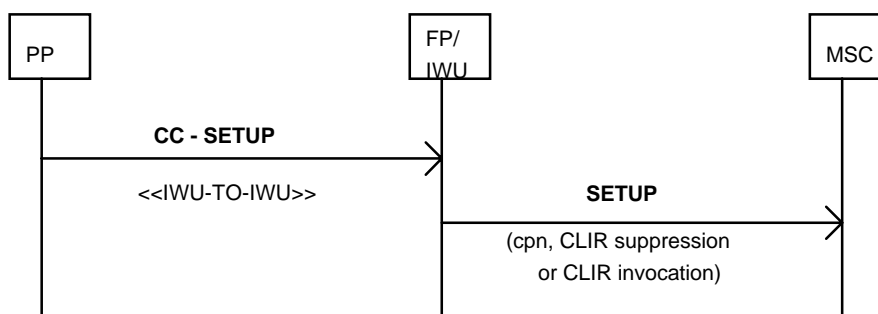 PP
FP/
IWU
MSC
CC - SETUP
<<IWU-TO-IWU>>
SETUP
(cpn, CLIR suppression
or CLIR invocation)